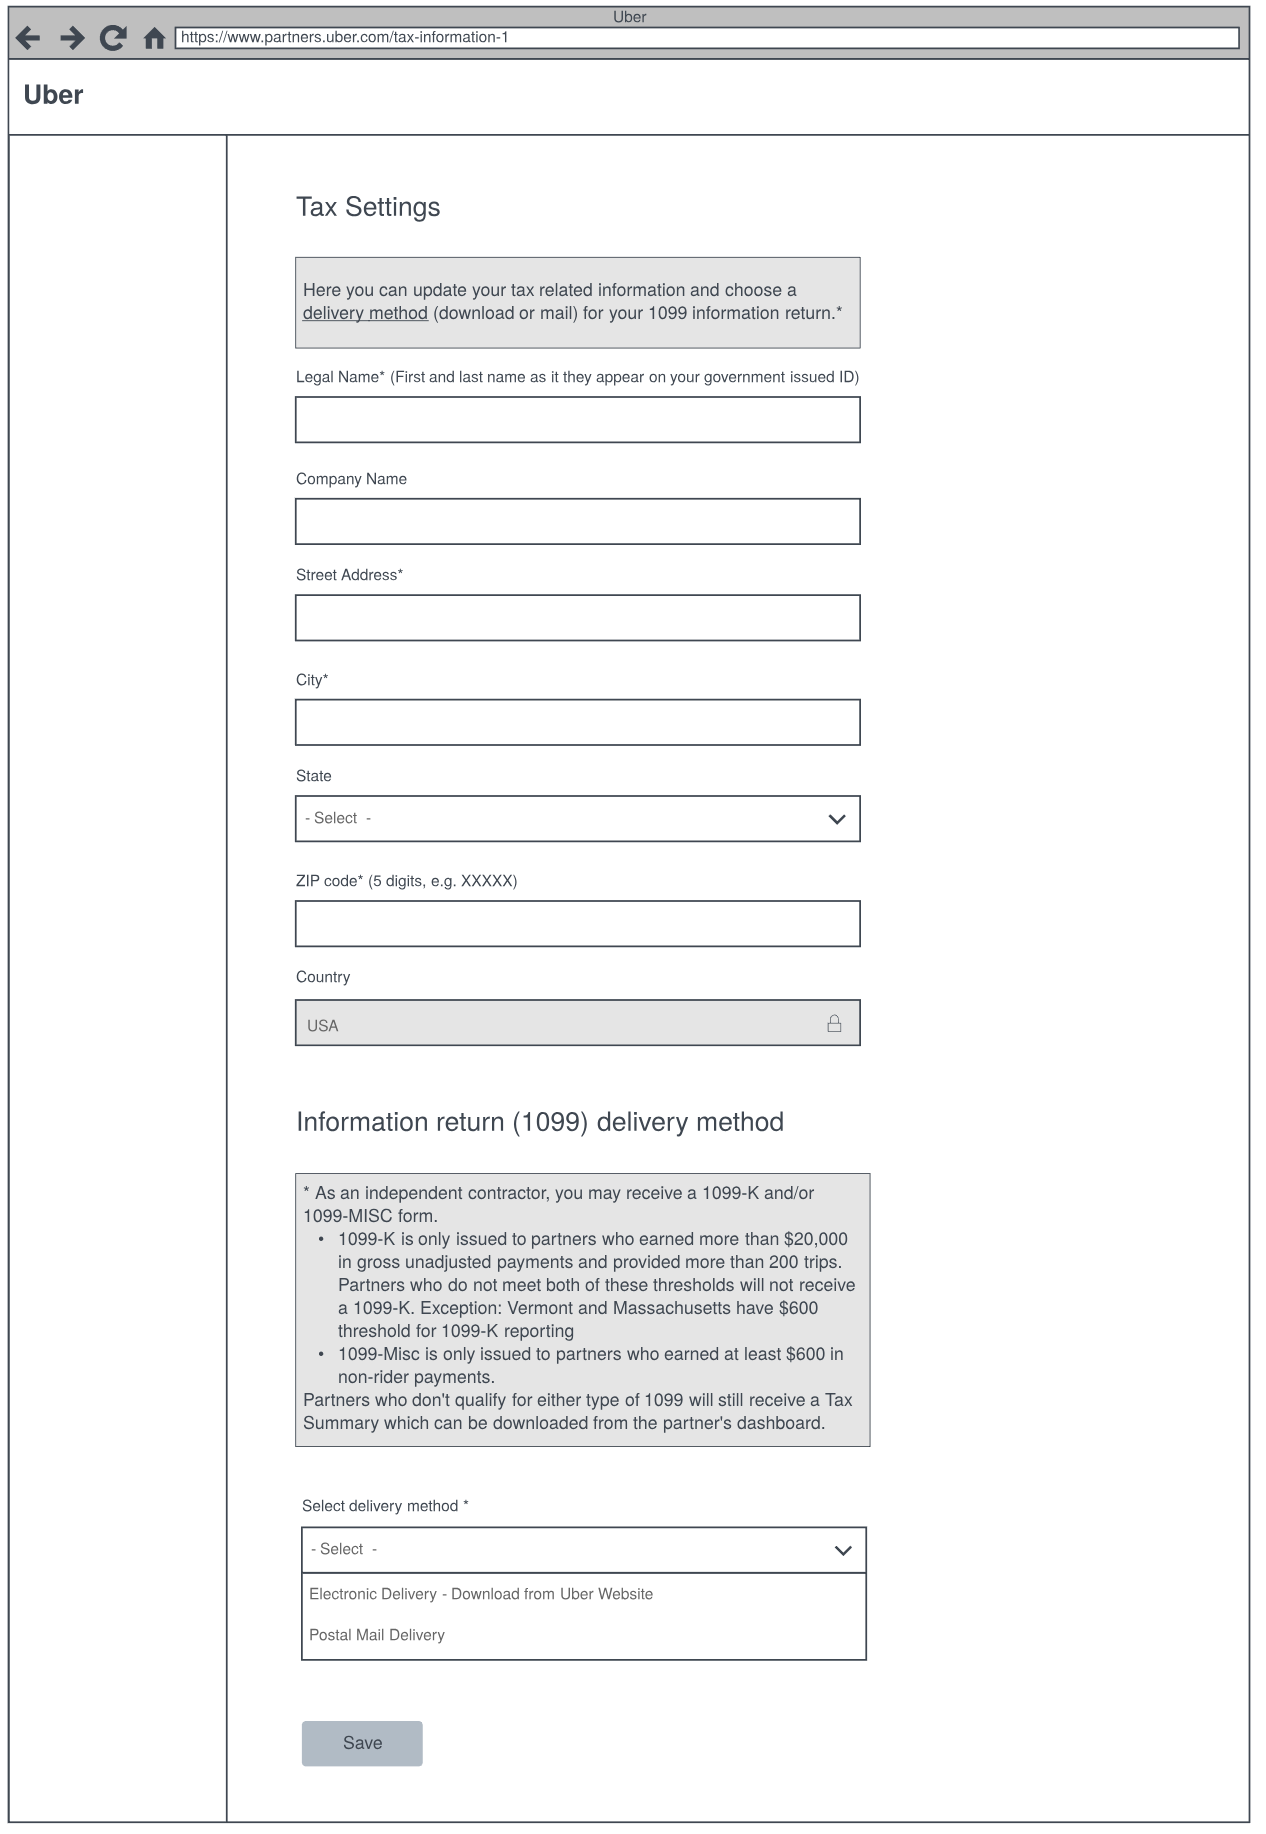 Uber
https://www.partners.uber.com/tax-information-1
Uber
Tax Settings
Here you can update your tax related information and choose a
delivery method (download or mail) for your 1099 information return.*
Legal Name* (First and last name as it they appear on your government issued ID)
Company Name
Street Address*
City*
State
- Select  -
ZIP code* (5 digits, e.g. XXXXX)
Country
USA
Information return (1099) delivery method
* As an independent contractor, you may receive a 1099-K and/or
1099-MISC form.
• 1099-K is only issued to partners who earned more than $20,000
in gross unadjusted payments and provided more than 200 trips.
Partners who do not meet both of these thresholds will not receive
a 1099-K. Exception: Vermont and Massachusetts have $600
threshold for 1099-K reporting
• 1099-Misc is only issued to partners who earned at least $600 in
non-rider payments.
Partners who don't qualify for either type of 1099 will still receive a Tax
Summary which can be downloaded from the partner's dashboard.
Select delivery method *
- Select  -
Electronic Delivery - Download from Uber Website
Postal Mail Delivery
Save